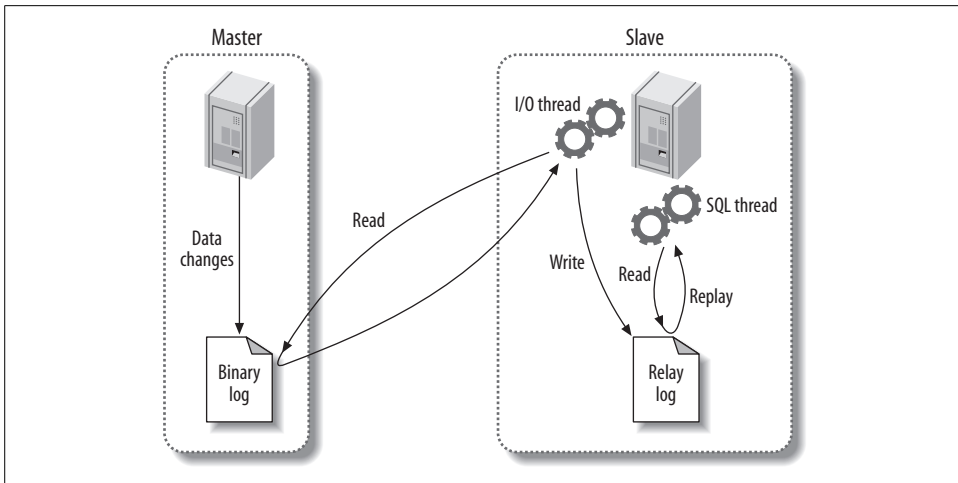 Master
Slave
I/O thread
SQL thread
Read
Data
changes
Write
Read
Replay
Binary
log
Relay
log